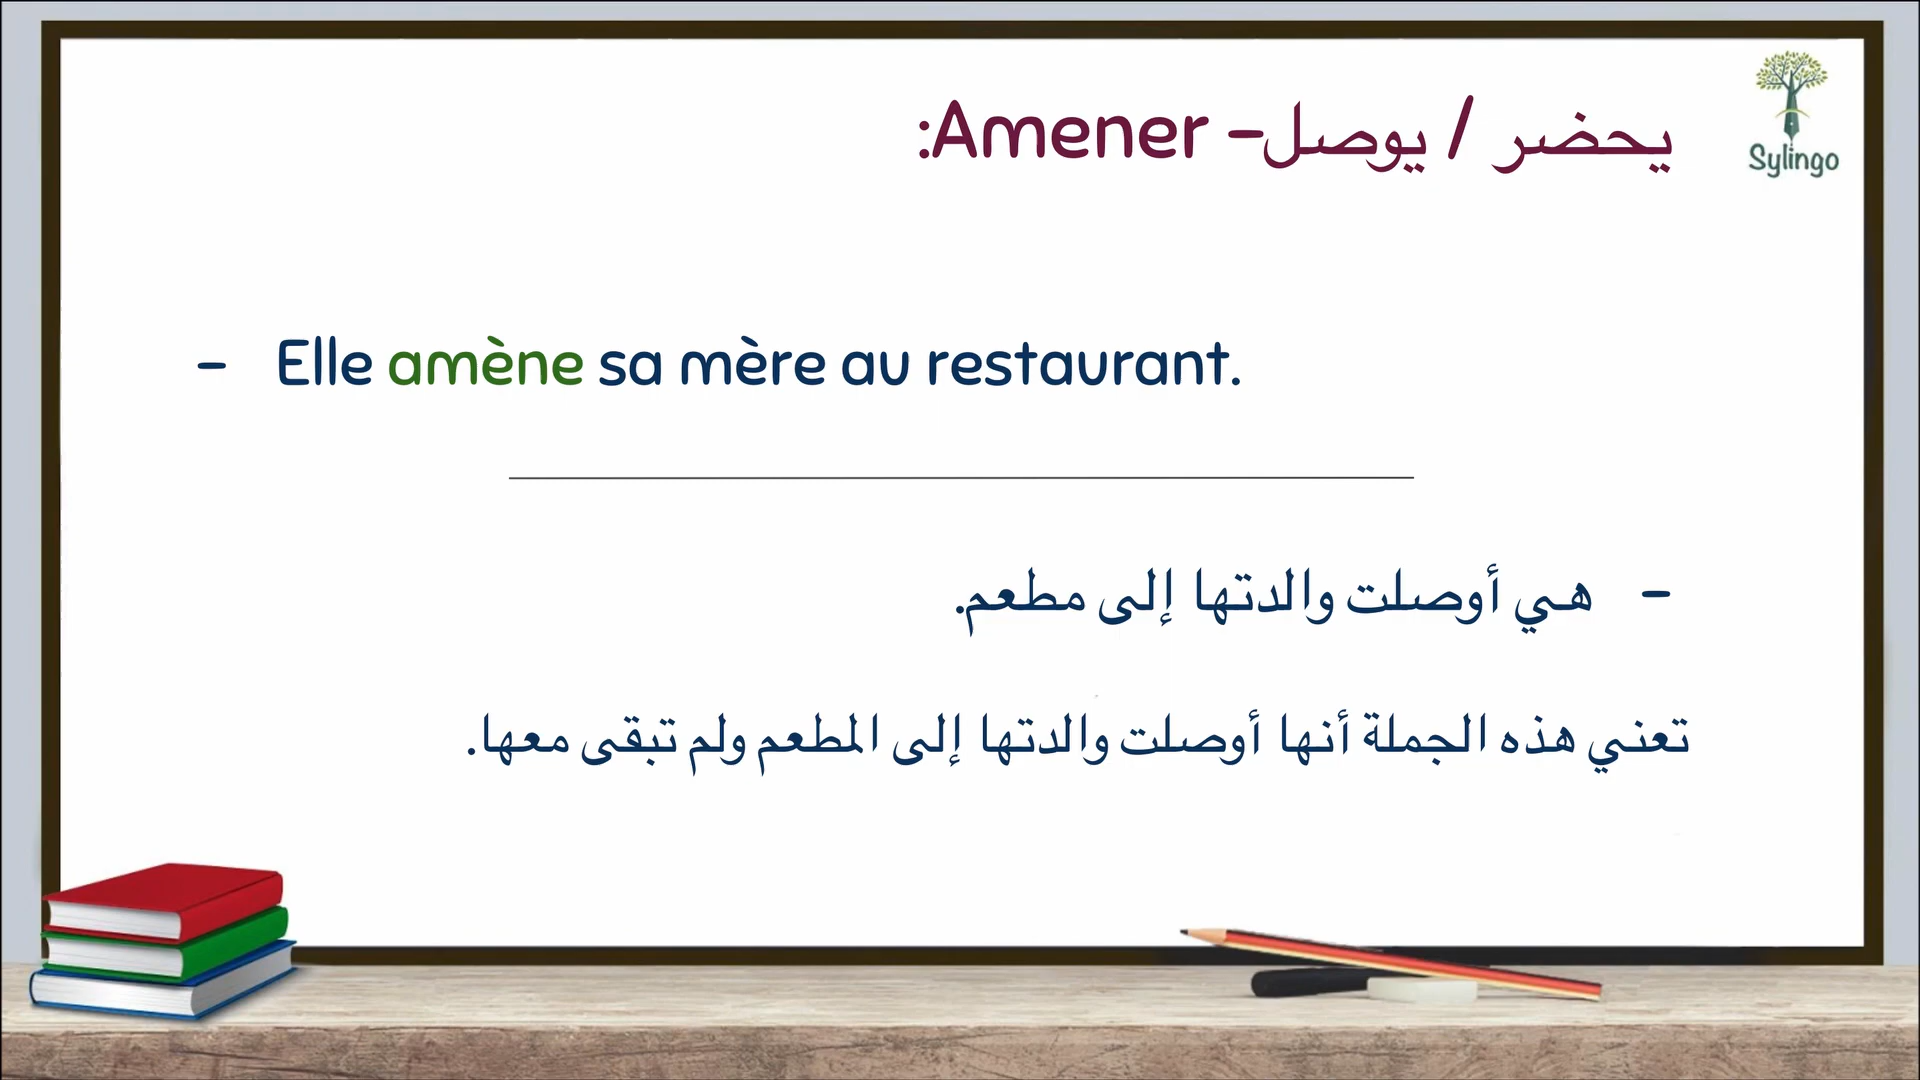 يحضر / يوصل- Amener:
Sylingo
- Elle amène sa mère au restaurant.
- هي أوصلت والدتها إلى مطعم.
تعني هذه الجملة أنها أوصلت والدتها إلى المطعم ولم تبقى معها.